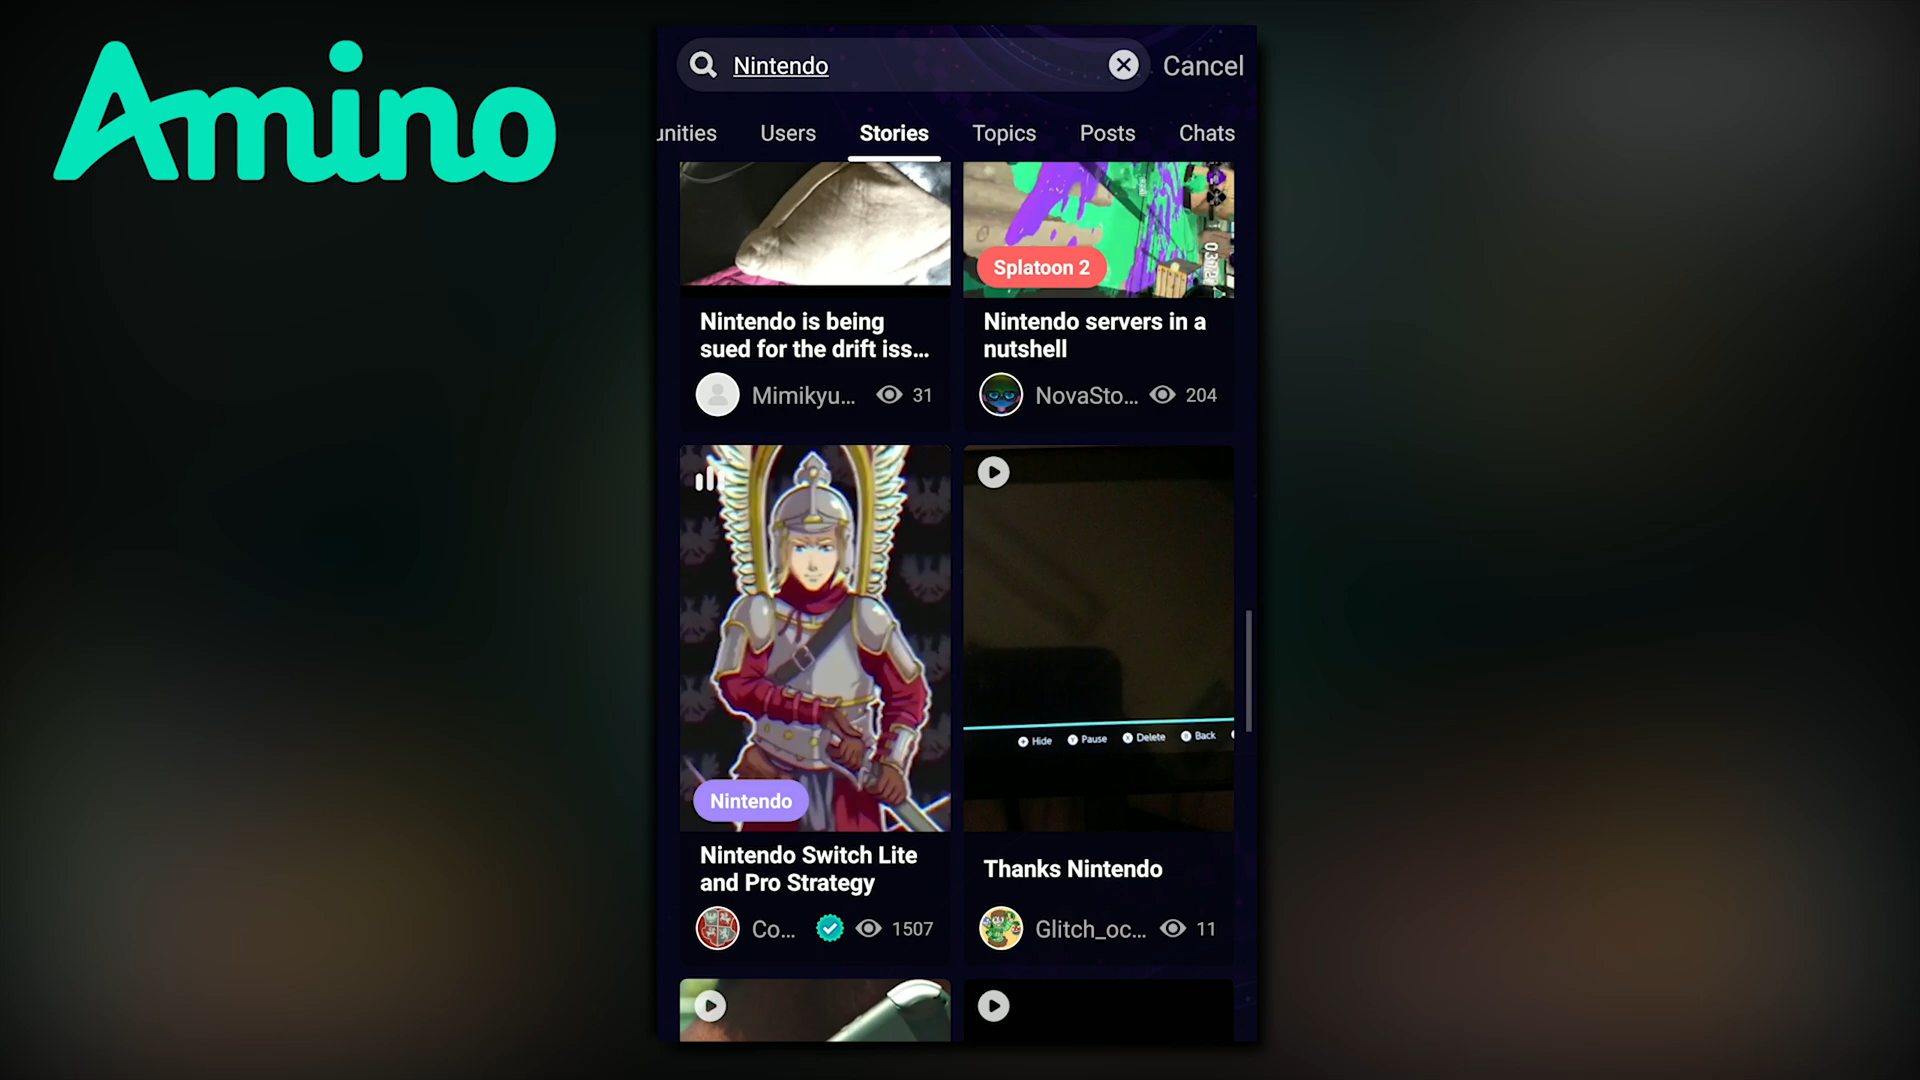 Amino
Nintendo
Cancel
unities Users Stories Topics Posts Chats
Splatoon 2
Nintendo is being
sued for the drift iss...
Mimikyu... 31
Nintendo servers in a
nutshell
NovaSto... 204
Hide Pause Delete Back
Nintendo
Nintendo Switch Lite
and Pro Strategy
Co... 1507
Thanks Nintendo
Glitch_oc... 11